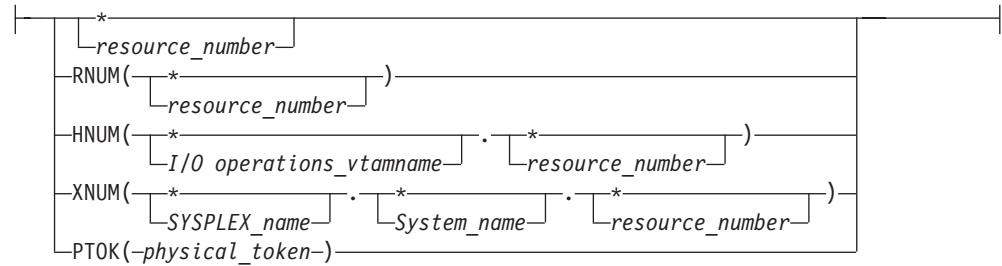 *
resource_number
RNUM( * )
resource_number
HNUM( * . * )
I/O operations_vtamname resource_number
XNUM( * . * . * )
SYSPLEX_name System_name resource_number
PTOK(physical_token)